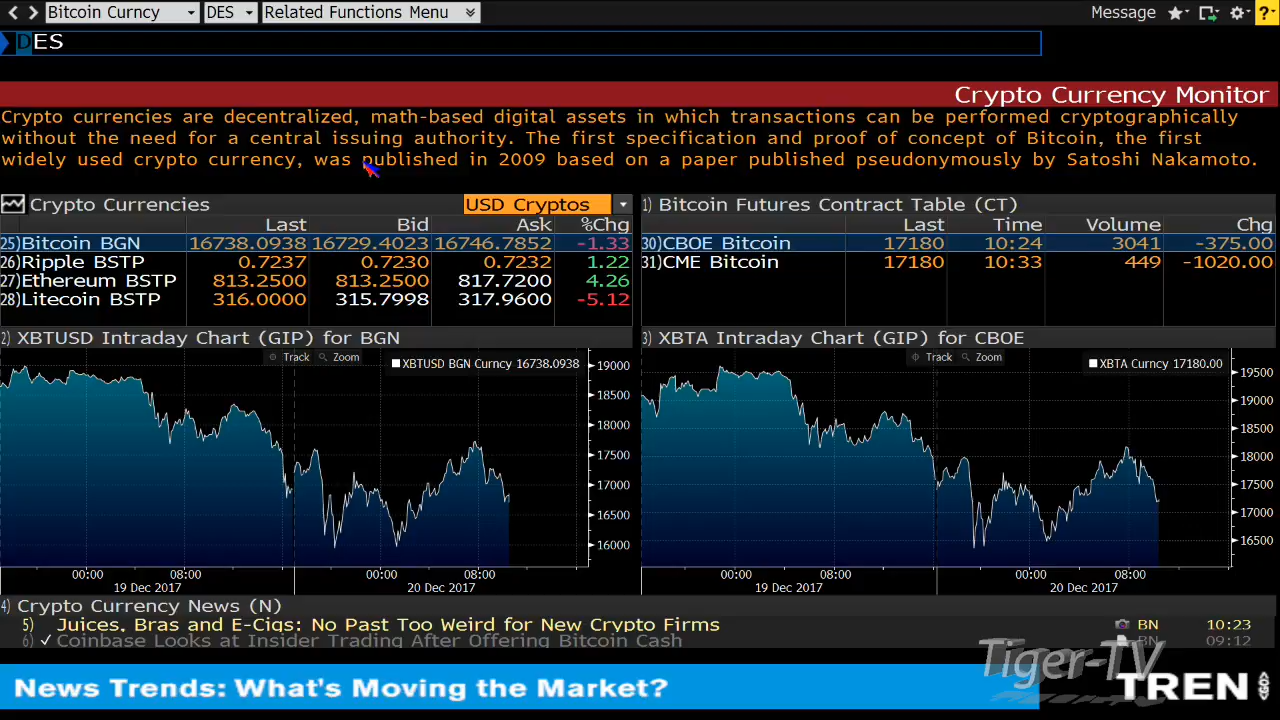 Bitcoin Curncy DES Related Functions Menu Message ?
DES
Crypto Currency Monitor
Crypto currencies are decentralized, math-based digital assets in which transactions can be performed cryptographically
without the need for a central issuing authority. The first specification and proof of concept of Bitcoin, the first
widely used crypto currency, was published in 2009 based on a paper published pseudonymously by Satoshi Nakamoto.
Crypto Currencies USD Cryptos
Last Bid Ask %Chg
25)Bitcoin BGN 16738.0938 16729.4023 16746.7852 -1.33
26)Ripple BSTP 0.7237 0.7230 0.7232 1.22
27)Ethereum BSTP 813.2500 813.2500 817.7200 4.26
28)Litecoin BSTP 316.0000 315.7998 317.9600 -5.12
1) Bitcoin Futures Contract Table (CT)
Last Time Volume Chg
30)CBOE Bitcoin 17180 10:24 3041 -375.00
31)CME Bitcoin 17180 10:33 449 -1020.00
2) XBTUSD Intraday Chart (GIP) for BGN
Track Zoom
XBTUSD BGN Curncy 16738.0938
19000
18500
18000
17500
17000
16500
16000
00:00 08:00 00:00 08:00
19 Dec 2017 20 Dec 2017
3) XBTA Intraday Chart (GIP) for CBOE
Track Zoom
XBTA Curncy 17180.00
19500
19000
18500
18000
17500
17000
16500
00:00 08:00 00:00 08:00
19 Dec 2017 20 Dec 2017
4) Crypto Currency News (N)
5) Juices, Bras and E-Cigs: No Past Too Weird for New Crypto Firms BN 10:23
6) ✓ Coinbase Looks at Insider Trading After Offering Bitcoin Cash BN 09:12
Tiger-TV
News Trends: What's Moving the Market?
TREN